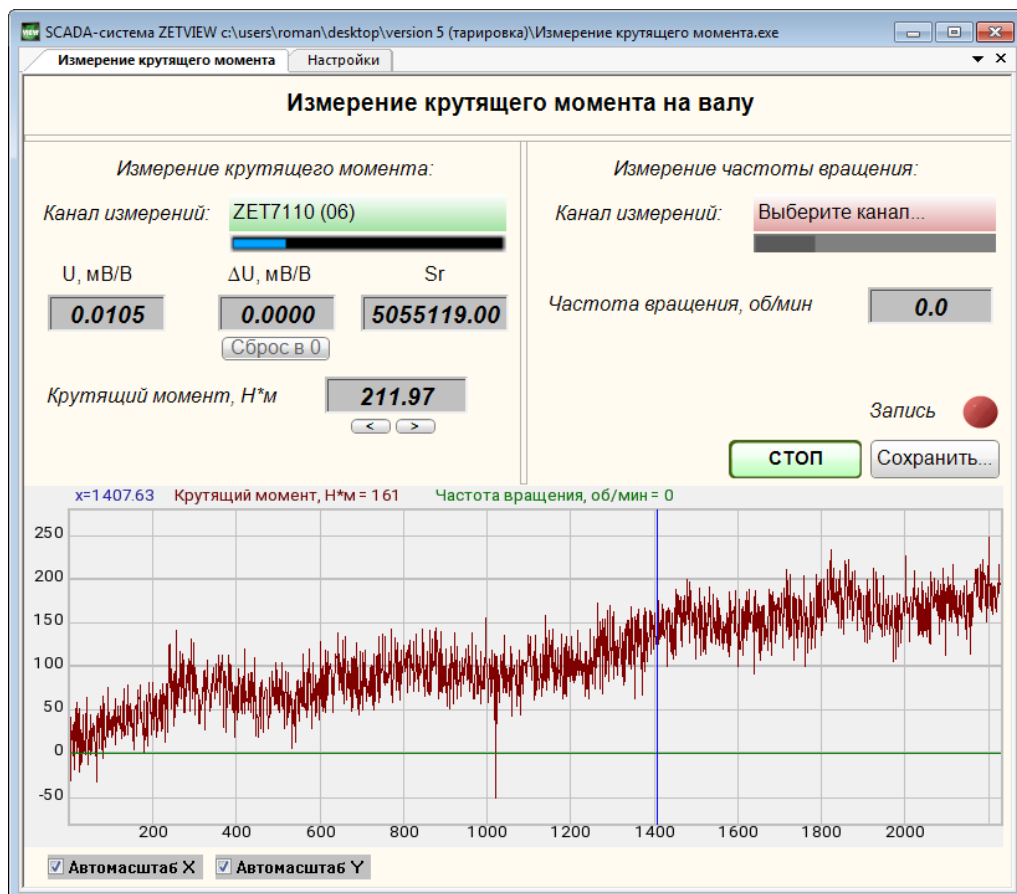 SCADA-система ZETVIEW c:\users\roman\desktop\version 5 (тарировка)\Измерение крутящего момента.exe
Измерение крутящего момента Настройки
Измерение крутящего момента на валу
Измерение крутящего момента:
Канал измерений: ZET7110 (06)
U, мВ/В ΔU, мВ/В Sr
0.0105 0.0000 5055119.00
Сброс в 0
Крутящий момент, Н*м 211.97
< >
Измерение частоты вращения:
Канал измерений: Выберите канал...
Частота вращения, об/мин 0.0
Запись
СТОП Сохранить...
x=1407.63 Крутящий момент, Н*м = 161 Частота вращения, об/мин = 0
250
200
150
100
50
0
-50
200 400 600 800 1000 1200 1400 1600 1800 2000
Автомасштаб X Автомасштаб Y